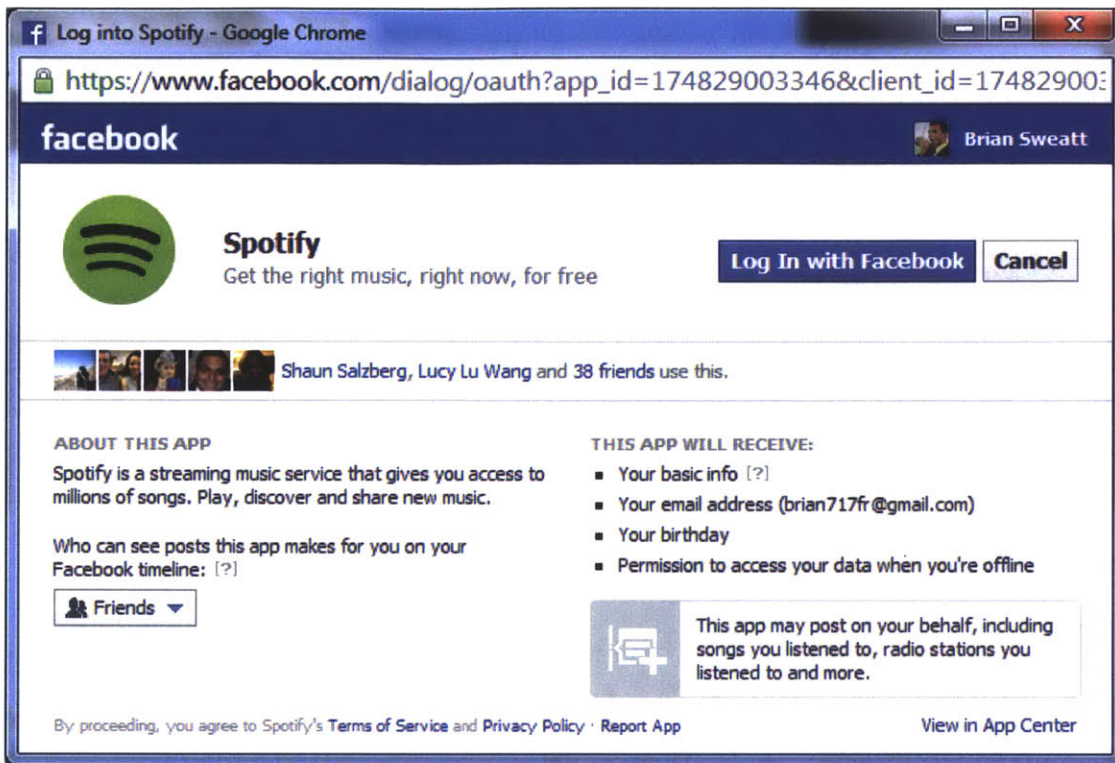 Log into Spotify - Google Chrome
https://www.facebook.com/dialog/oauth?app_id=174829003346&client_id=174829003
facebook
Brian Sweatt
Spotify
Get the right music, right now, for free
Log In with Facebook
Cancel
Shaun Salzberg, Lucy Lu Wang and 38 friends use this.
ABOUT THIS APP
Spotify is a streaming music service that gives you access to
millions of songs. Play, discover and share new music.
Who can see posts this app makes for you on your
Facebook timeline: [?]
Friends
THIS APP WILL RECEIVE:
Your basic info [?]
Your email address (brian717fr@gmail.com)
Your birthday
Permission to access your data when you're offline
This app may post on your behalf, including
songs you listened to, radio stations you
listened to and more.
By proceeding, you agree to Spotify's Terms of Service and Privacy Policy · Report App
View in App Center